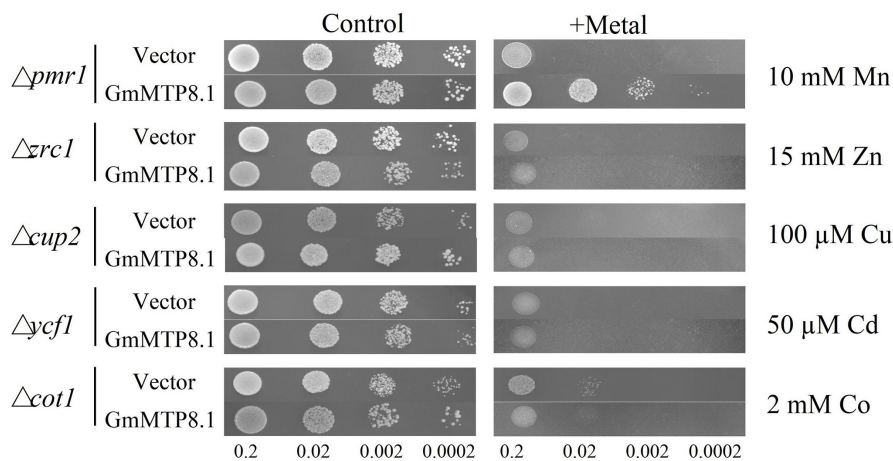 Control +Metal
△pmr1 Vector 10 mM Mn
GmMTP8.1
△zrc1 Vector 15 mM Zn
GmMTP8.1
△cup2 Vector 100 µM Cu
GmMTP8.1
△ycf1 Vector 50 µM Cd
GmMTP8.1
△cot1 Vector 2 mM Co
GmMTP8.1
0.2 0.02 0.002 0.0002 0.2 0.02 0.002 0.0002